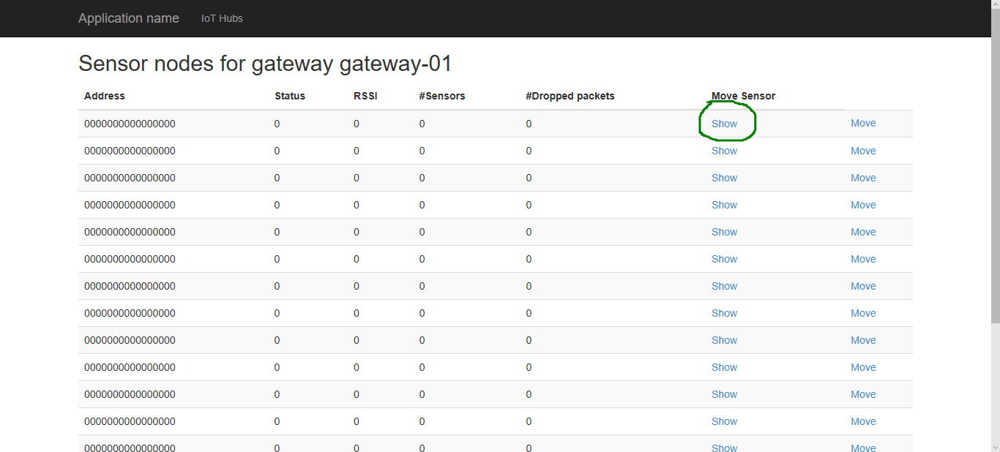 Application name IoT Hubs
Sensor nodes for gateway gateway-01
Address Status RSSI #Sensors #Dropped packets Move Sensor
0000000000000000 0 0 0 0 Show Move
0000000000000000 0 0 0 0 Show Move
0000000000000000 0 0 0 0 Show Move
0000000000000000 0 0 0 0 Show Move
0000000000000000 0 0 0 0 Show Move
0000000000000000 0 0 0 0 Show Move
0000000000000000 0 0 0 0 Show Move
0000000000000000 0 0 0 0 Show Move
0000000000000000 0 0 0 0 Show Move
0000000000000000 0 0 0 0 Show Move
0000000000000000 0 0 0 0 Show Move
0000000000000000 0 0 0 0 Show Move
0000000000000000 0 0 0 0 Show Move